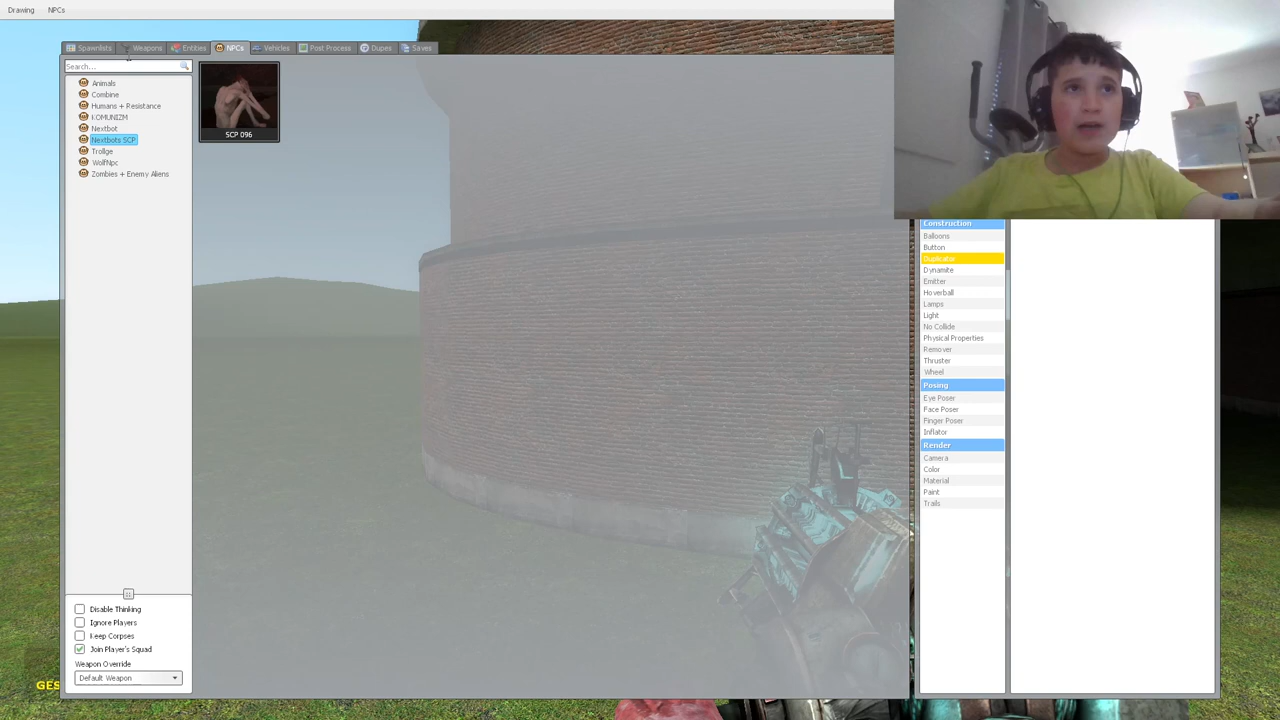 Drawing NPCs
Spawnlists Weapons Entities NPCs Vehicles Post Process Dupes Saves
Search...
Animals
Combine
Humans + Resistance
KOMUNIZM
Nextbot
Nextbots SCP
Trollge
WolfNpc
Zombies + Enemy Aliens
SCP 096
Construction
Balloons
Button
Duplicator
Dynamite
Emitter
Hoverball
Lamps
Light
No Collide
Physical Properties
Remover
Thruster
Wheel
Posing
Eye Poser
Face Poser
Finger Poser
Inflator
Render
Camera
Color
Material
Paint
Trails
Disable Thinking
Ignore Players
Keep Corpses
Join Player's Squad
Weapon Override
Default Weapon
GES